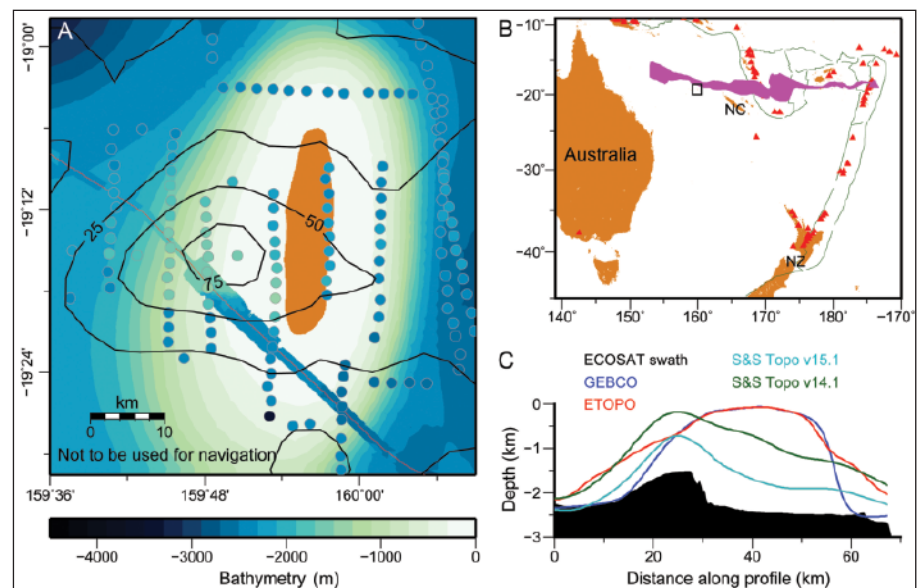 A
−19°00'
−19°12'
−19°24'
25
50
75
km
0 10
Not to be used for navigation
159°36' 159°48' 160°00'
−4000 −3000 −2000 −1000 0
Bathymetry (m)
B
−10°
−20°
−30°
−40°
Australia
NC
NZ
140° 150° 160° 170° 180° −170°
C
ECOSAT swath S&S Topo v15.1
GEBCO S&S Topo v14.1
ETOPO
Depth (km)
0
−1
−2
−3
0 20 40 60
Distance along profile (km)